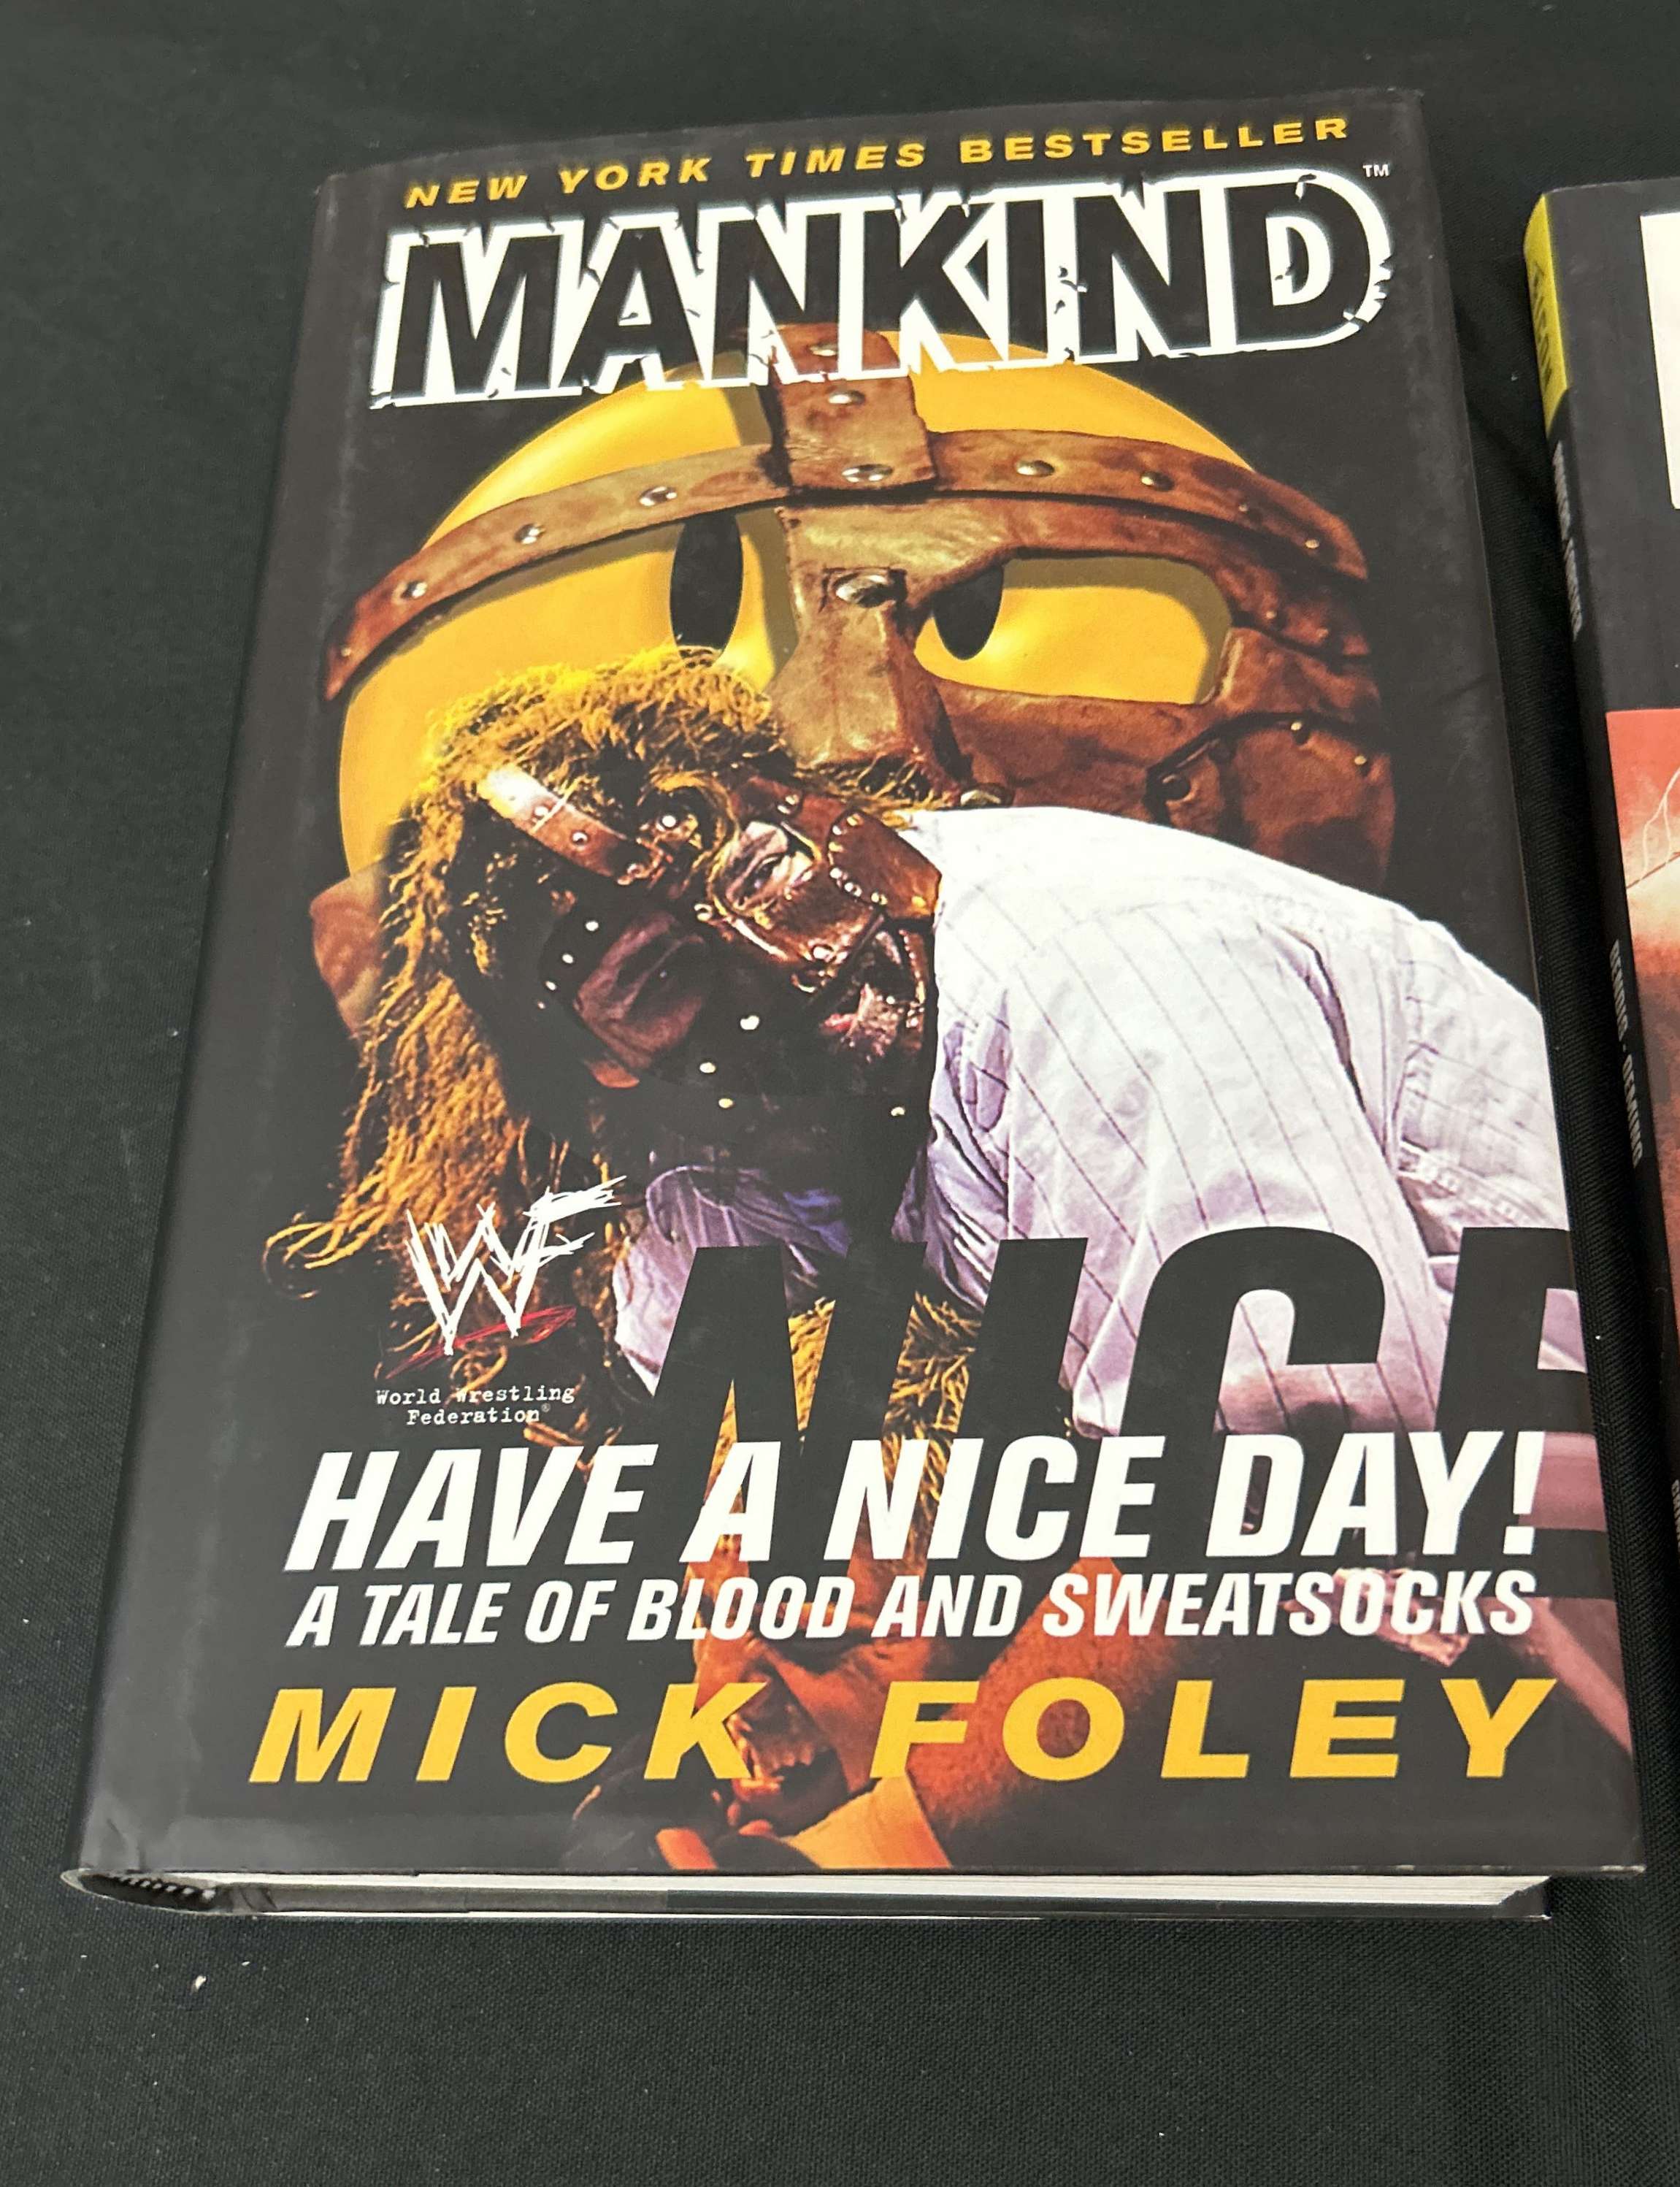 NEW YORK TIMES BESTSELLER
MANKIND™
WF
World Wrestling
Federation®
NICE
HAVE A NICE DAY!
A TALE OF BLOOD AND SWEATSOCKS
MICK FOLEY